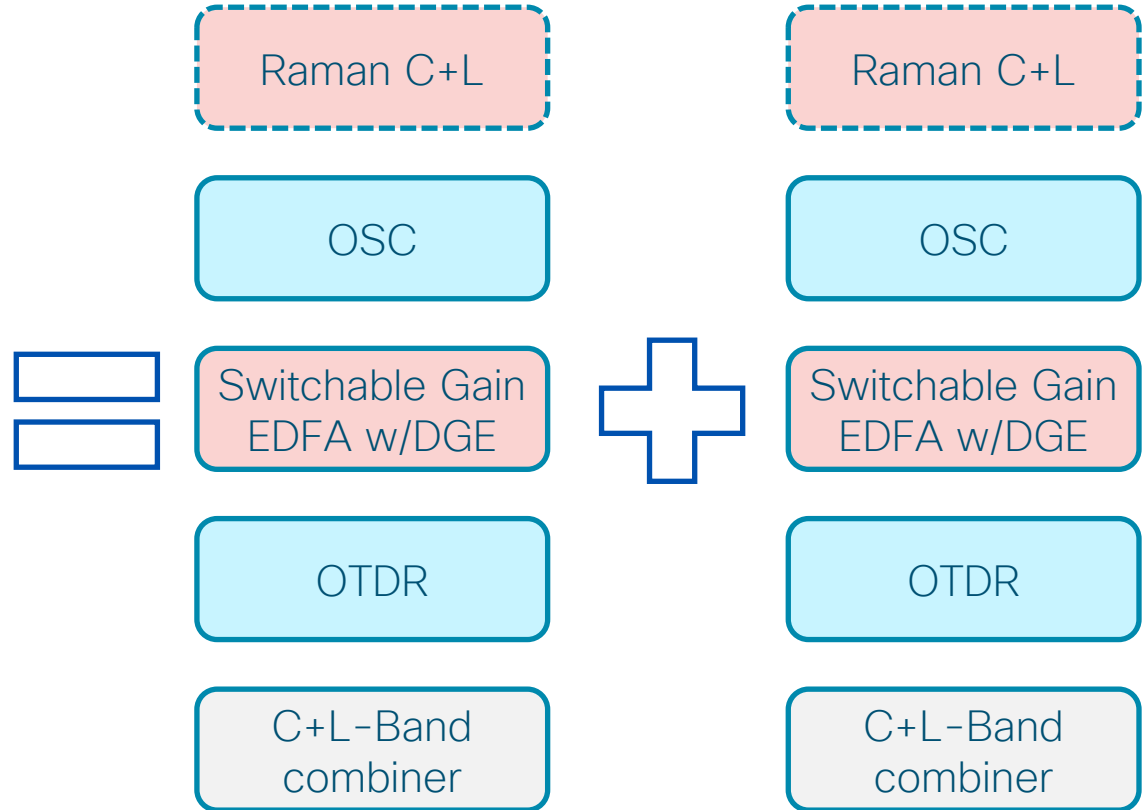 Raman C+L
Raman C+L
OSC
OSC
Switchable Gain
EDFA w/DGE
Switchable Gain
EDFA w/DGE
OTDR
OTDR
C+L-Band
combiner
C+L-Band
combiner